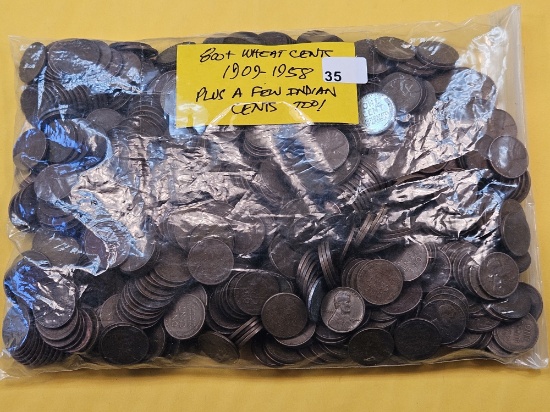 800+ WHEAT CENTS
1909-1958
35
PLUS A FEW INDIAN
CENTS TOO!